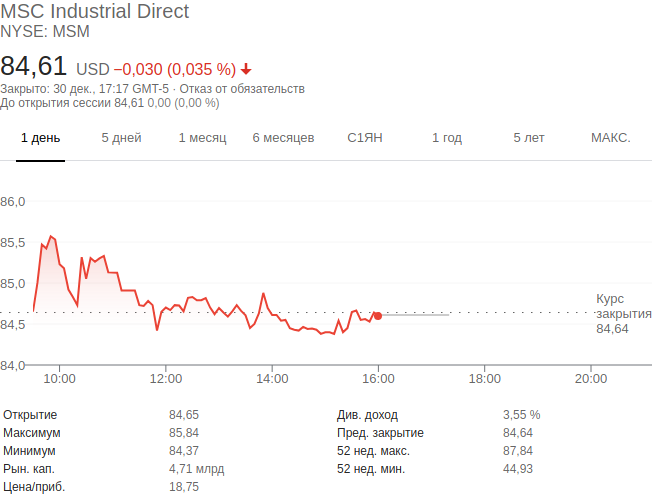 MSC Industrial Direct
NYSE: MSM
84,61 USD −0,030 (0,035 %)
Закрыто: 30 дек., 17:17 GMT-5 · Отказ от обязательств
До открытия сессии 84,61 0,00 (0,00 %)
1 день 5 дней 1 месяц 6 месяцев С1ЯН 1 год 5 лет МАКС.
86,0
85,5
85,0
Курс
закрытия
84,64
84,5
84,0
10:00 12:00 14:00 16:00 18:00 20:00
Открытие 84,65 Див. доход 3,55 %
Максимум 85,84 Пред. закрытие 84,64
Минимум 84,37 52 нед. макс. 87,84
Рын. кап. 4,71 млрд 52 нед. мин. 44,93
Цена/приб. 18,75